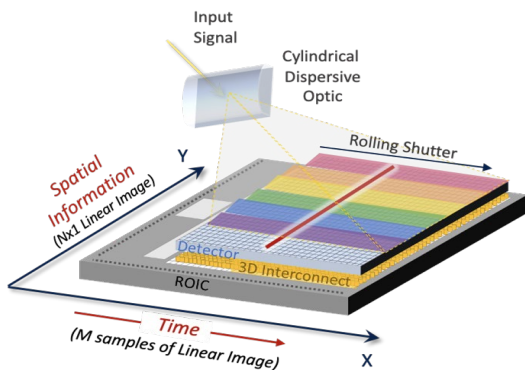 Input
Signal
Cylindrical
Dispersive
Optic
Rolling Shutter
Y
Spatial
Information
(Nx1 Linear Image)
Detector
3D Interconnect
ROIC
Time
(M samples of Linear Image)
X